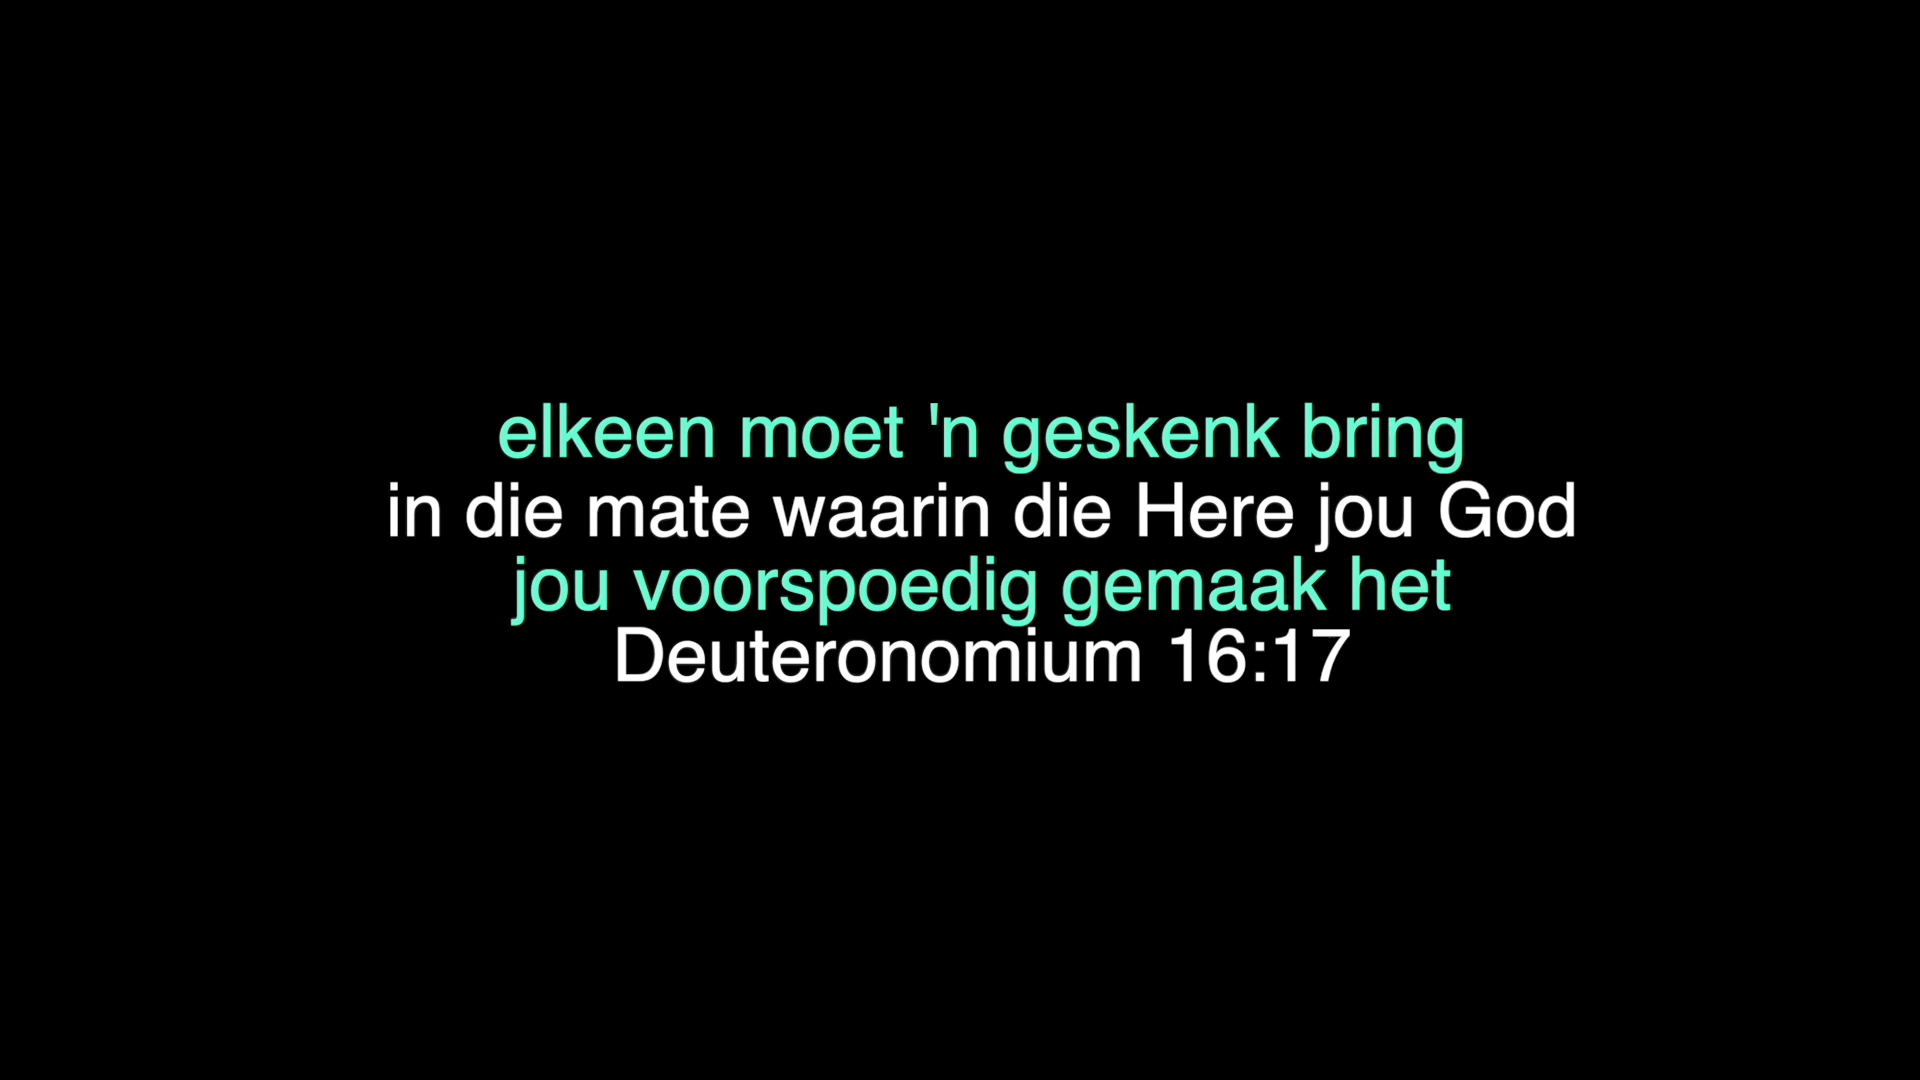 elkeen moet 'n geskenk bring
in die mate waarin die Here jou God
jou voorspoedig gemaak het
Deuteronomium 16:17